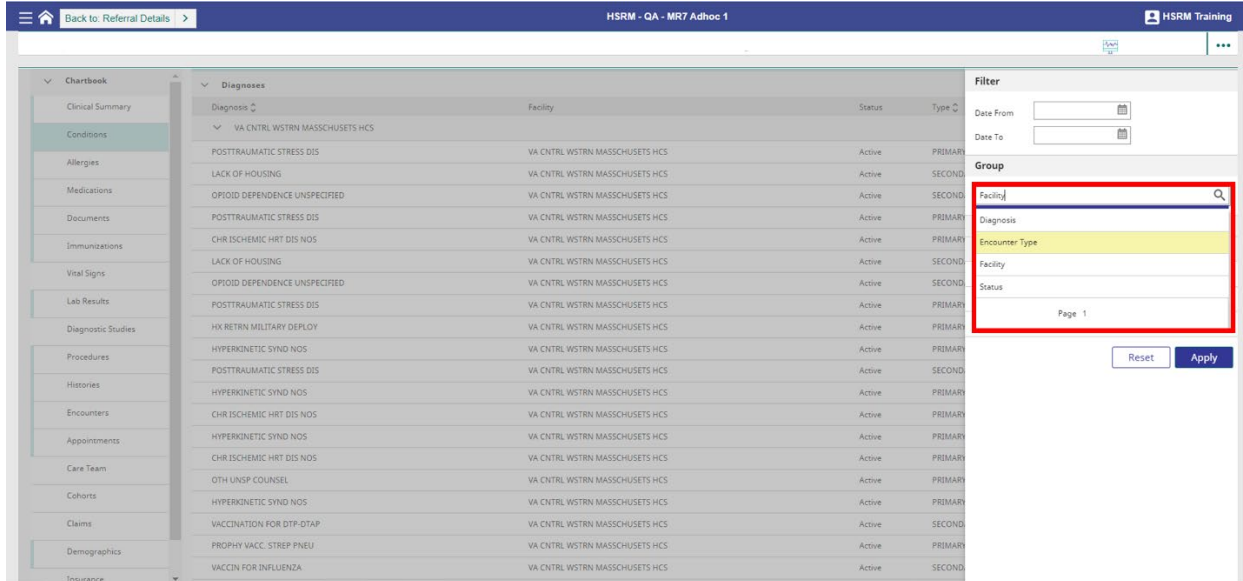 Back to: Referral Details >
HSRM - QA - MR7 Adhoc 1
HSRM Training
Chartbook
Clinical Summary
Conditions
Allergies
Medications
Documents
Immunizations
Vital Signs
Lab Results
Diagnostic Studies
Procedures
Histories
Encounters
Appointments
Care Team
Cohorts
Claims
Demographics
Insurance
Diagnoses
Diagnosis Facility Status Type
VA CNTRL WSTRN MASSCHUSETS HCS
POSTTRAUMATIC STRESS DIS VA CNTRL WSTRN MASSCHUSETS HCS Active PRIMARY
LACK OF HOUSING VA CNTRL WSTRN MASSCHUSETS HCS Active SECOND
OPIOID DEPENDENCE UNSPECIFIED VA CNTRL WSTRN MASSCHUSETS HCS Active SECOND
POSTTRAUMATIC STRESS DIS VA CNTRL WSTRN MASSCHUSETS HCS Active PRIMARY
CHR ISCHEMIC HRT DIS NOS VA CNTRL WSTRN MASSCHUSETS HCS Active PRIMARY
LACK OF HOUSING VA CNTRL WSTRN MASSCHUSETS HCS Active SECOND
OPIOID DEPENDENCE UNSPECIFIED VA CNTRL WSTRN MASSCHUSETS HCS Active SECOND
POSTTRAUMATIC STRESS DIS VA CNTRL WSTRN MASSCHUSETS HCS Active PRIMARY
HX RETRN MILITARY DEPLOY VA CNTRL WSTRN MASSCHUSETS HCS Active PRIMARY
HYPERKINETIC SYND NOS VA CNTRL WSTRN MASSCHUSETS HCS Active PRIMARY
POSTTRAUMATIC STRESS DIS VA CNTRL WSTRN MASSCHUSETS HCS Active SECOND
HYPERKINETIC SYND NOS VA CNTRL WSTRN MASSCHUSETS HCS Active PRIMARY
CHR ISCHEMIC HRT DIS NOS VA CNTRL WSTRN MASSCHUSETS HCS Active PRIMARY
HYPERKINETIC SYND NOS VA CNTRL WSTRN MASSCHUSETS HCS Active PRIMARY
CHR ISCHEMIC HRT DIS NOS VA CNTRL WSTRN MASSCHUSETS HCS Active PRIMARY
OTH UNSP COUNSEL VA CNTRL WSTRN MASSCHUSETS HCS Active PRIMARY
HYPERKINETIC SYND NOS VA CNTRL WSTRN MASSCHUSETS HCS Active PRIMARY
VACCINATION FOR DTP-DTAP VA CNTRL WSTRN MASSCHUSETS HCS Active SECOND
PROPHY VACC. STREP PNEU VA CNTRL WSTRN MASSCHUSETS HCS Active PRIMARY
VACCIN FOR INFLUENZA VA CNTRL WSTRN MASSCHUSETS HCS Active SECOND
Filter
Date From
Date To
Group
Facility
Diagnosis
Encounter Type
Facility
Status
Page 1
Reset Apply